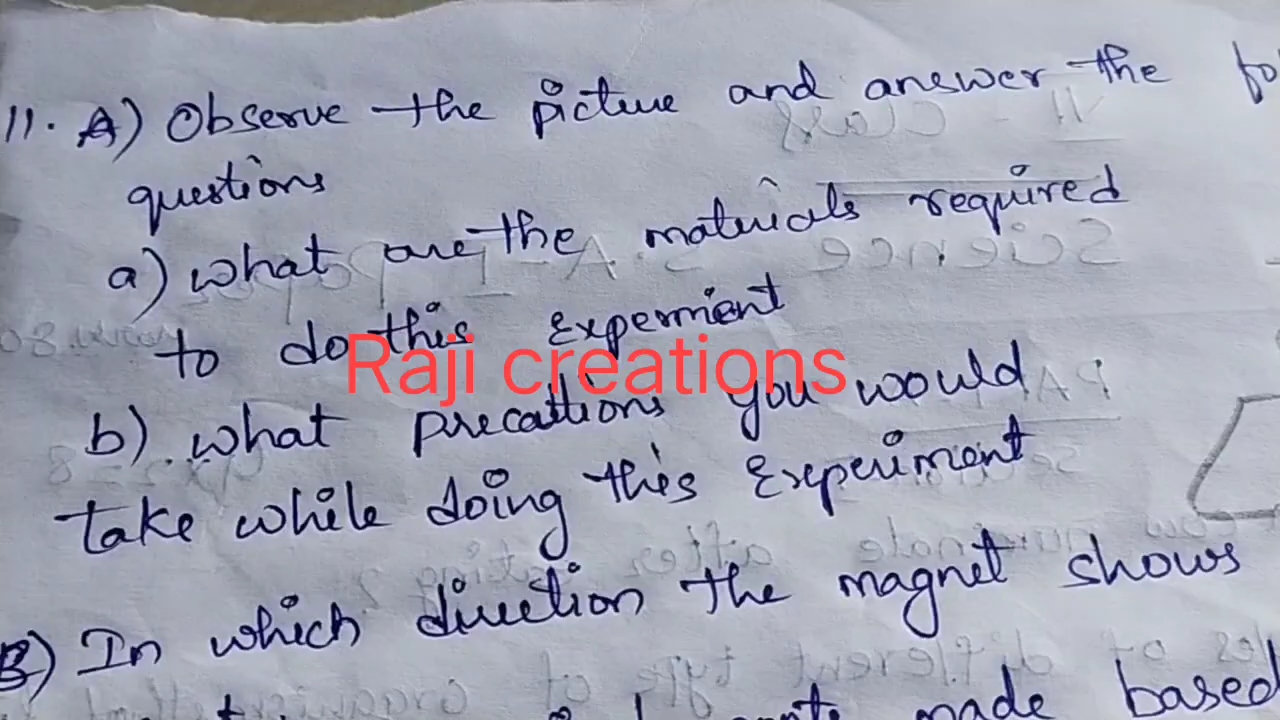 11. A) Observe the picture and answer the fo
questions
a) what are the materials required
to do this Experiment
Raji creations
b) what precautions you would
take while doing this Experiment
B) In which direction the magnet shows
made based